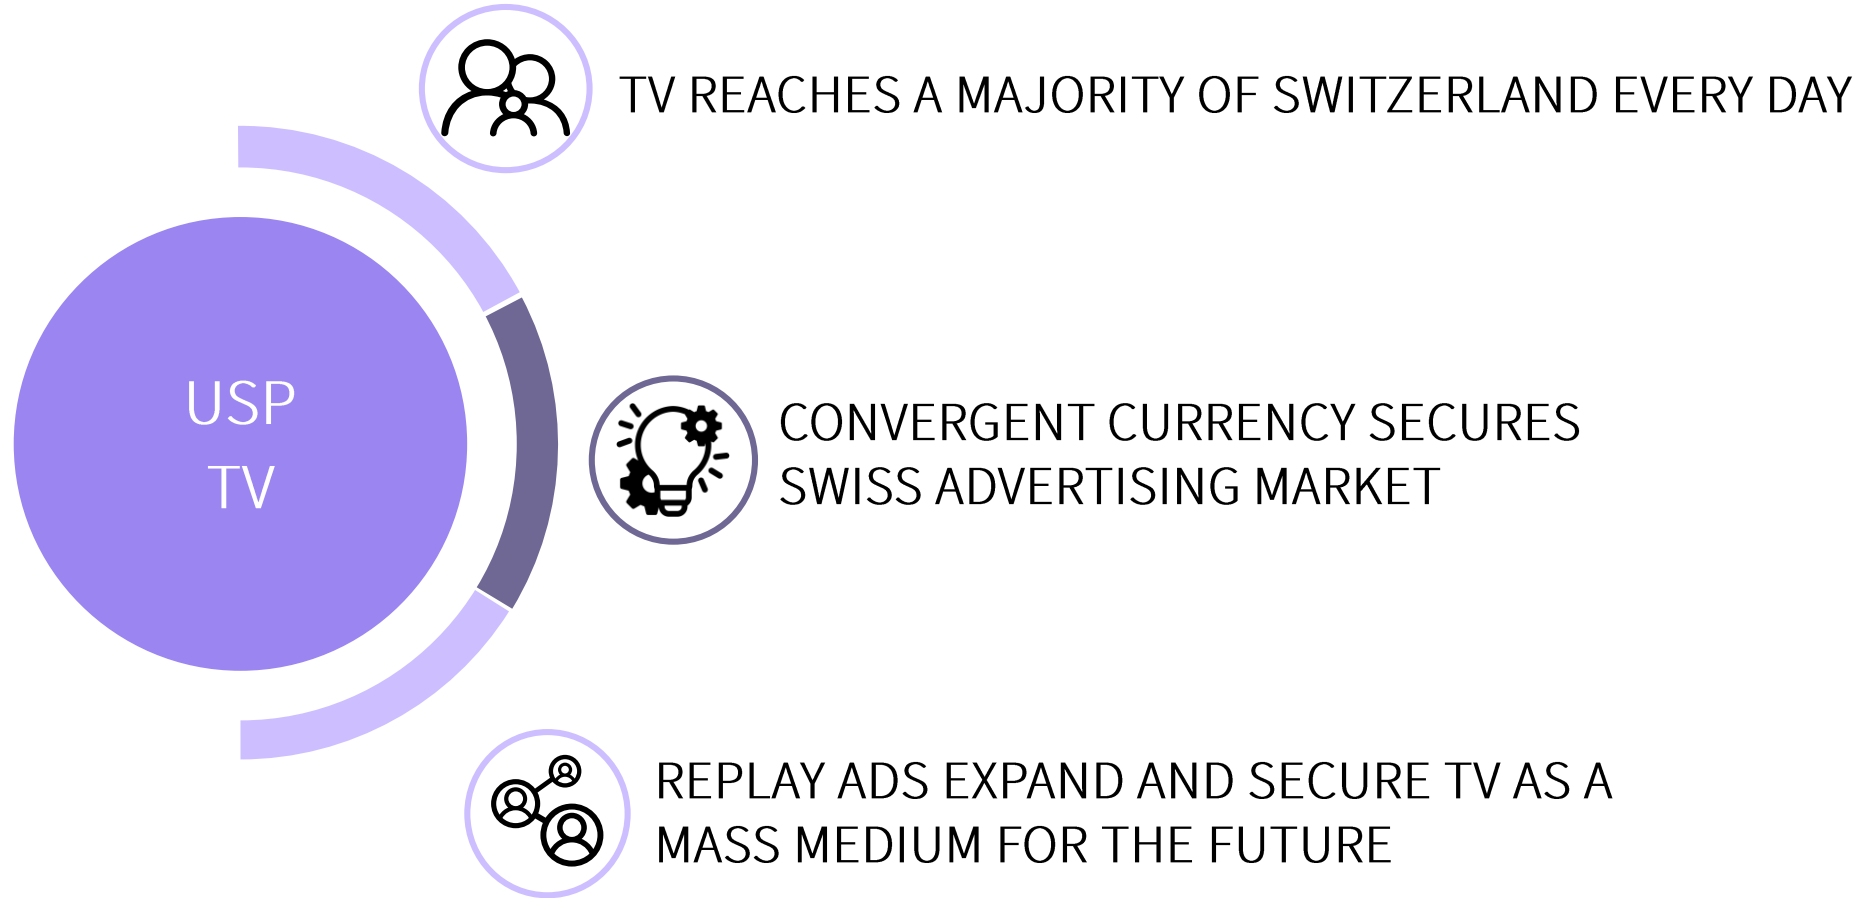 TV REACHES A MAJORITY OF SWITZERLAND EVERY DAY
USP
TV
CONVERGENT CURRENCY SECURES
SWISS ADVERTISING MARKET
REPLAY ADS EXPAND AND SECURE TV AS A
MASS MEDIUM FOR THE FUTURE